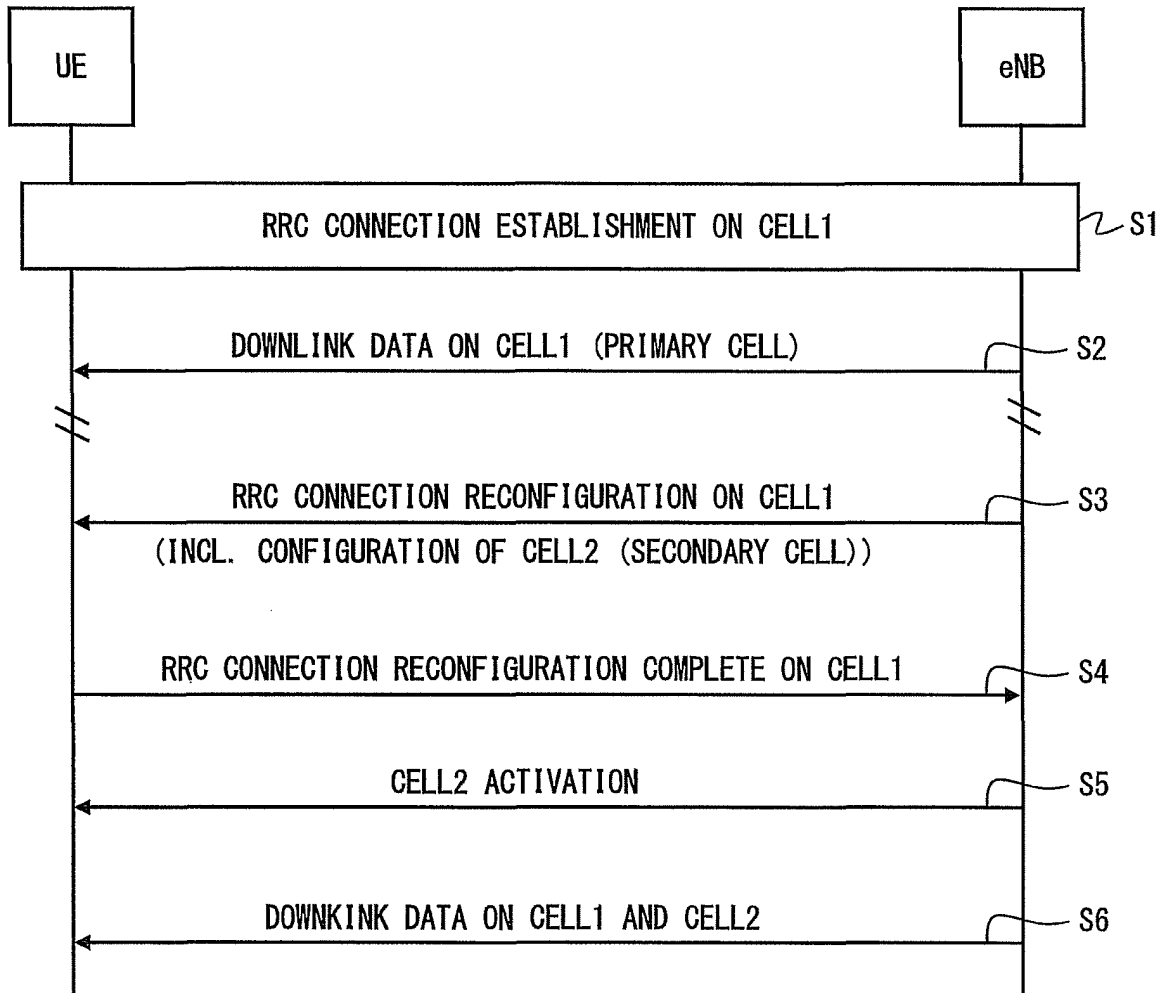 UE
eNB
RRC CONNECTION ESTABLISHMENT ON CELL1
S1
DOWNLINK DATA ON CELL1 (PRIMARY CELL)
S2
RRC CONNECTION RECONFIGURATION ON CELL1
S3
(INCL. CONFIGURATION OF CELL2 (SECONDARY CELL))
RRC CONNECTION RECONFIGURATION COMPLETE ON CELL1
S4
CELL2 ACTIVATION
S5
DOWNKINK DATA ON CELL1 AND CELL2
S6